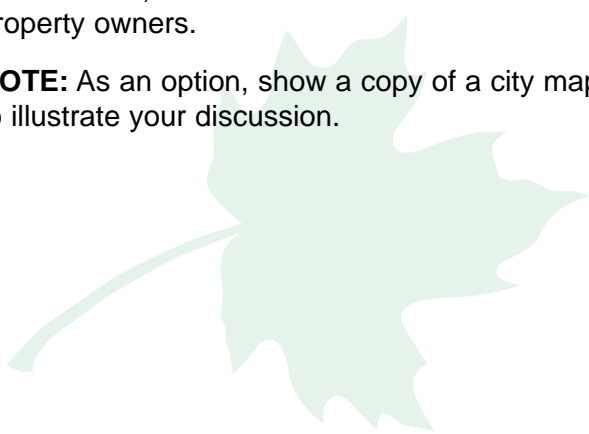 roperty owners.
OTE: As an option, show a copy of a city map
o illustrate your discussion.